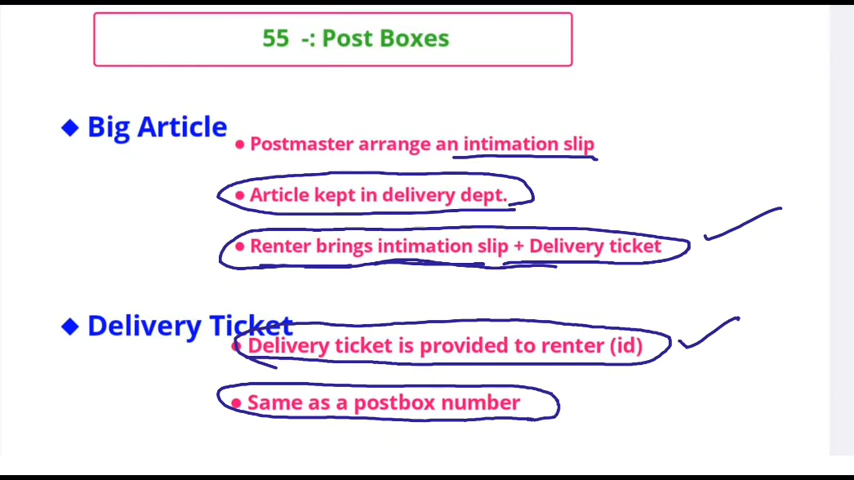 55 -: Post Boxes
◆ Big Article
• Postmaster arrange an intimation slip
• Article kept in delivery dept.
• Renter brings intimation slip + Delivery ticket
◆ Delivery Ticket
• Delivery ticket is provided to renter (id)
• Same as a postbox number